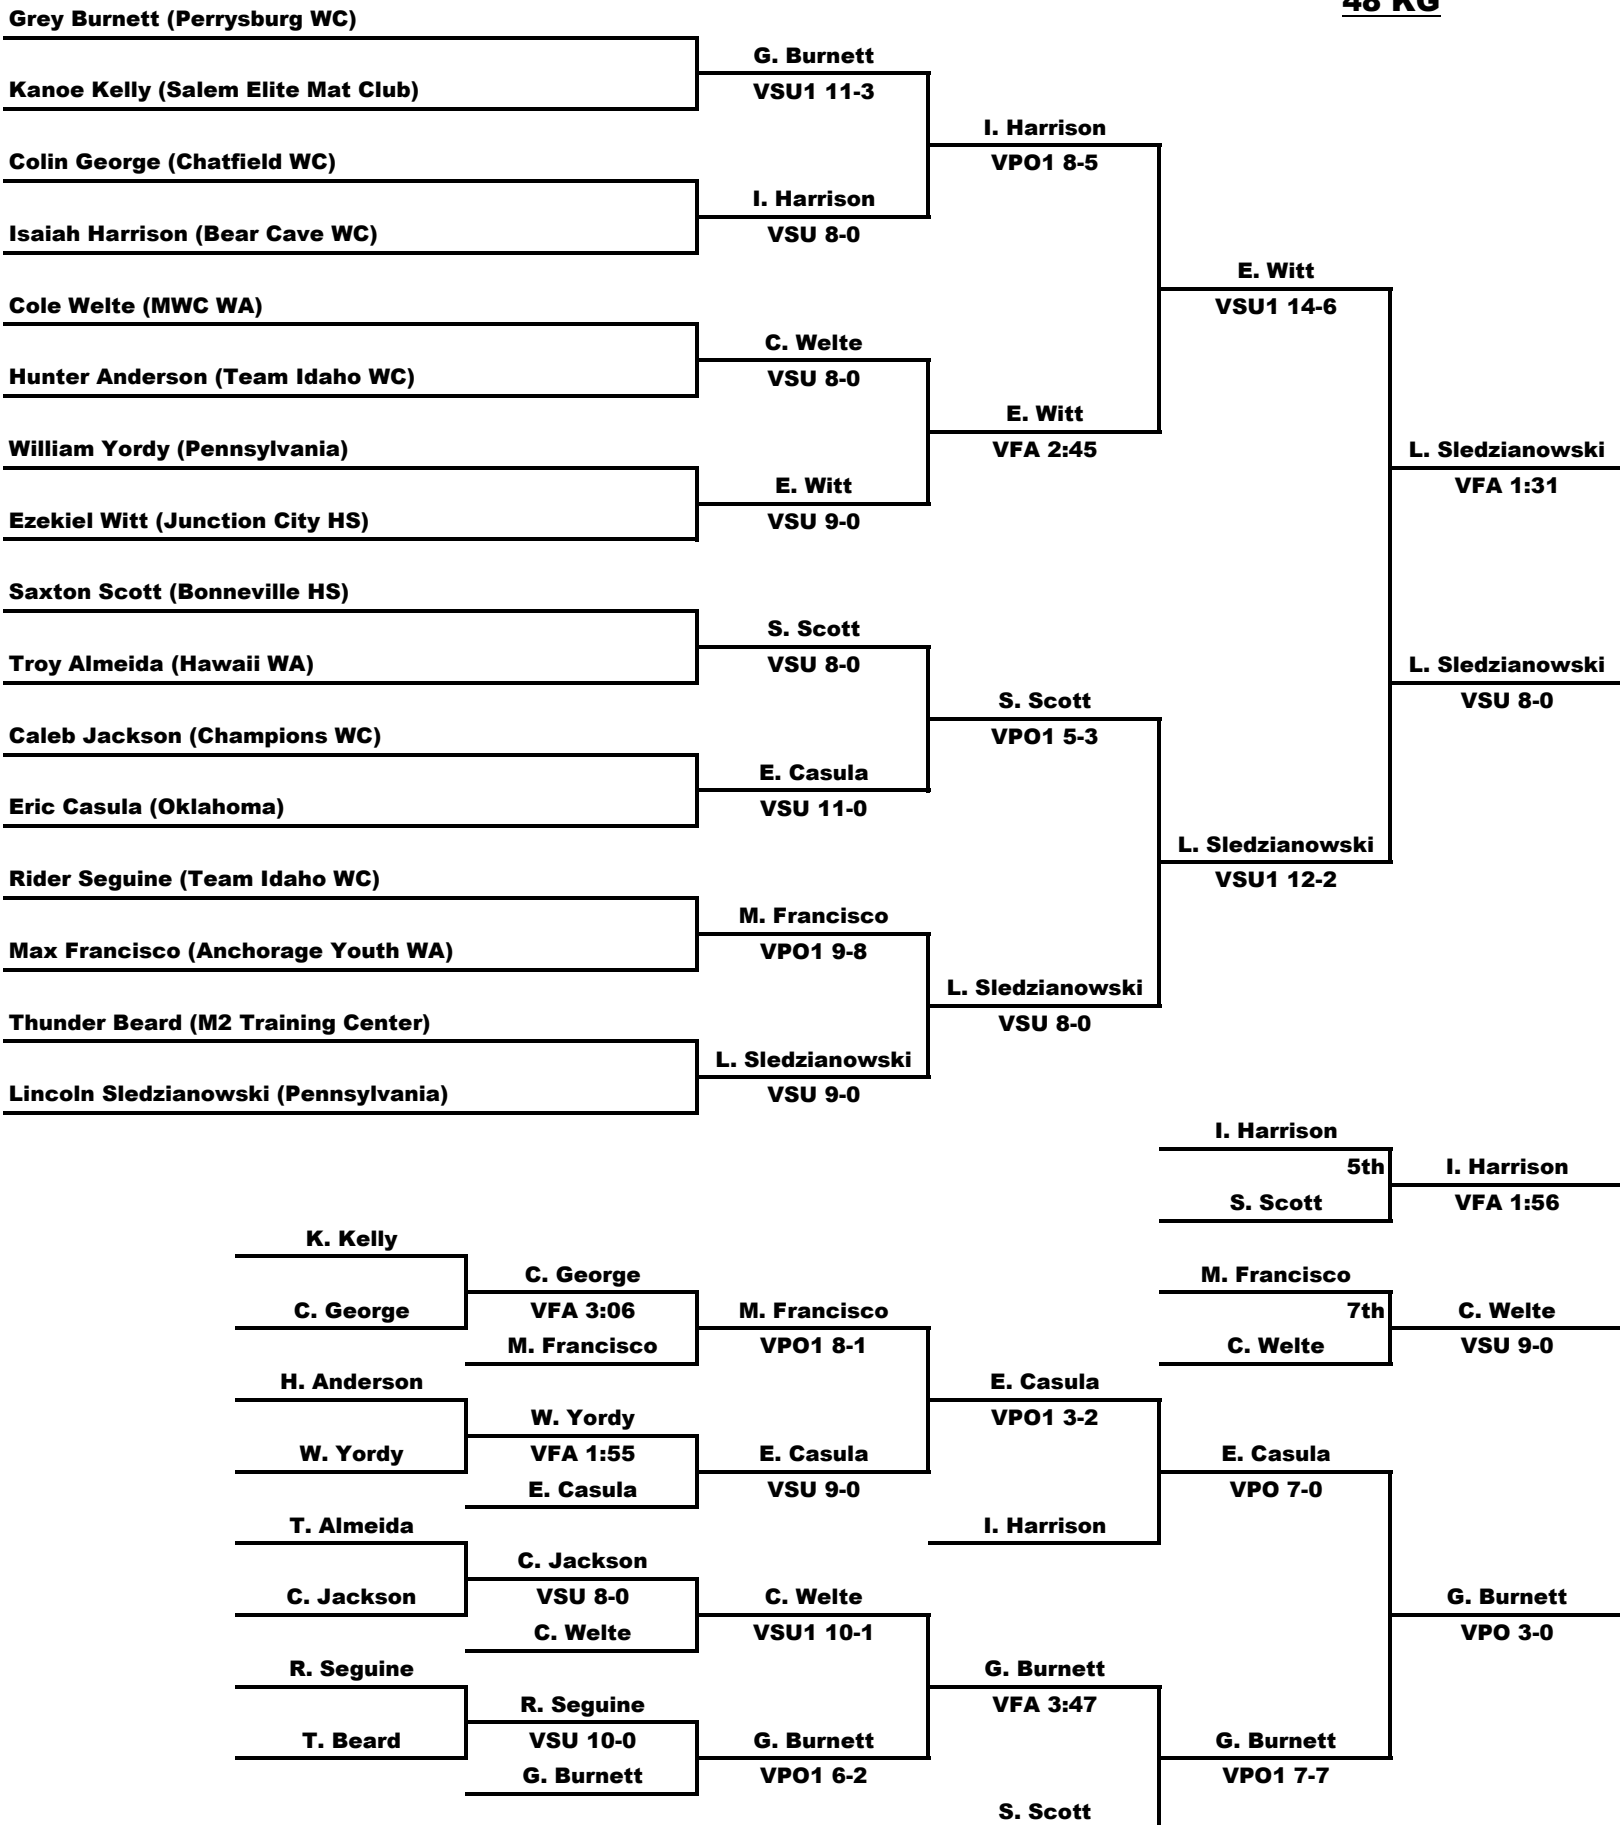 48 KG
Grey Burnett (Perrysburg WC)
G. Burnett
Kanoe Kelly (Salem Elite Mat Club)
VSU1 11-3
I. Harrison
Colin George (Chatfield WC)
VPO1 8-5
I. Harrison
Isaiah Harrison (Bear Cave WC)
VSU 8-0
E. Witt
Cole Welte (MWC WA)
VSU1 14-6
C. Welte
Hunter Anderson (Team Idaho WC)
VSU 8-0
E. Witt
William Yordy (Pennsylvania)
VFA 2:45
L. Sledzianowski
E. Witt
VFA 1:31
Ezekiel Witt (Junction City HS)
VSU 9-0
Saxton Scott (Bonneville HS)
S. Scott
Troy Almeida (Hawaii WA)
VSU 8-0
L. Sledzianowski
S. Scott
VSU 8-0
Caleb Jackson (Champions WC)
VPO1 5-3
E. Casula
Eric Casula (Oklahoma)
VSU 11-0
L. Sledzianowski
Rider Seguine (Team Idaho WC)
VSU1 12-2
M. Francisco
Max Francisco (Anchorage Youth WA)
VPO1 9-8
L. Sledzianowski
Thunder Beard (M2 Training Center)
VSU 8-0
L. Sledzianowski
Lincoln Sledzianowski (Pennsylvania)
VSU 9-0
I. Harrison
5th
I. Harrison
S. Scott
VFA 1:56
K. Kelly
C. George
M. Francisco
C. George
VFA 3:06
M. Francisco
7th
C. Welte
M. Francisco
VPO1 8-1
C. Welte
VSU 9-0
H. Anderson
E. Casula
W. Yordy
VPO1 3-2
W. Yordy
VFA 1:55
E. Casula
E. Casula
E. Casula
VSU 9-0
VPO 7-0
T. Almeida
I. Harrison
C. Jackson
C. Jackson
VSU 8-0
C. Welte
G. Burnett
C. Welte
VSU1 10-1
VPO 3-0
R. Seguine
G. Burnett
R. Seguine
VFA 3:47
T. Beard
VSU 10-0
G. Burnett
G. Burnett
G. Burnett
VPO1 6-2
VPO1 7-7
S. Scott